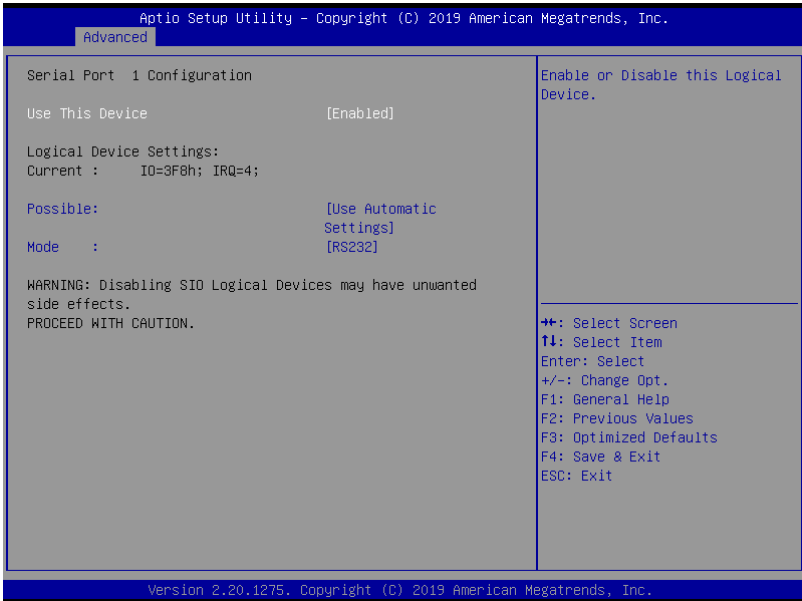 Aptio Setup Utility – Copyright (C) 2019 American Megatrends, Inc.
Advanced
Serial Port 1 Configuration
Use This Device [Enabled]
Logical Device Settings:
Current : IO=3F8h; IRQ=4;
Possible: [Use Automatic
Settings]
Mode : [RS232]
WARNING: Disabling SIO Logical Devices may have unwanted
side effects.
PROCEED WITH CAUTION.
Enable or Disable this Logical
Device.
→←: Select Screen
↑↓: Select Item
Enter: Select
+/-: Change Opt.
F1: General Help
F2: Previous Values
F3: Optimized Defaults
F4: Save & Exit
ESC: Exit
Version 2.20.1275. Copyright (C) 2019 American Megatrends, Inc.